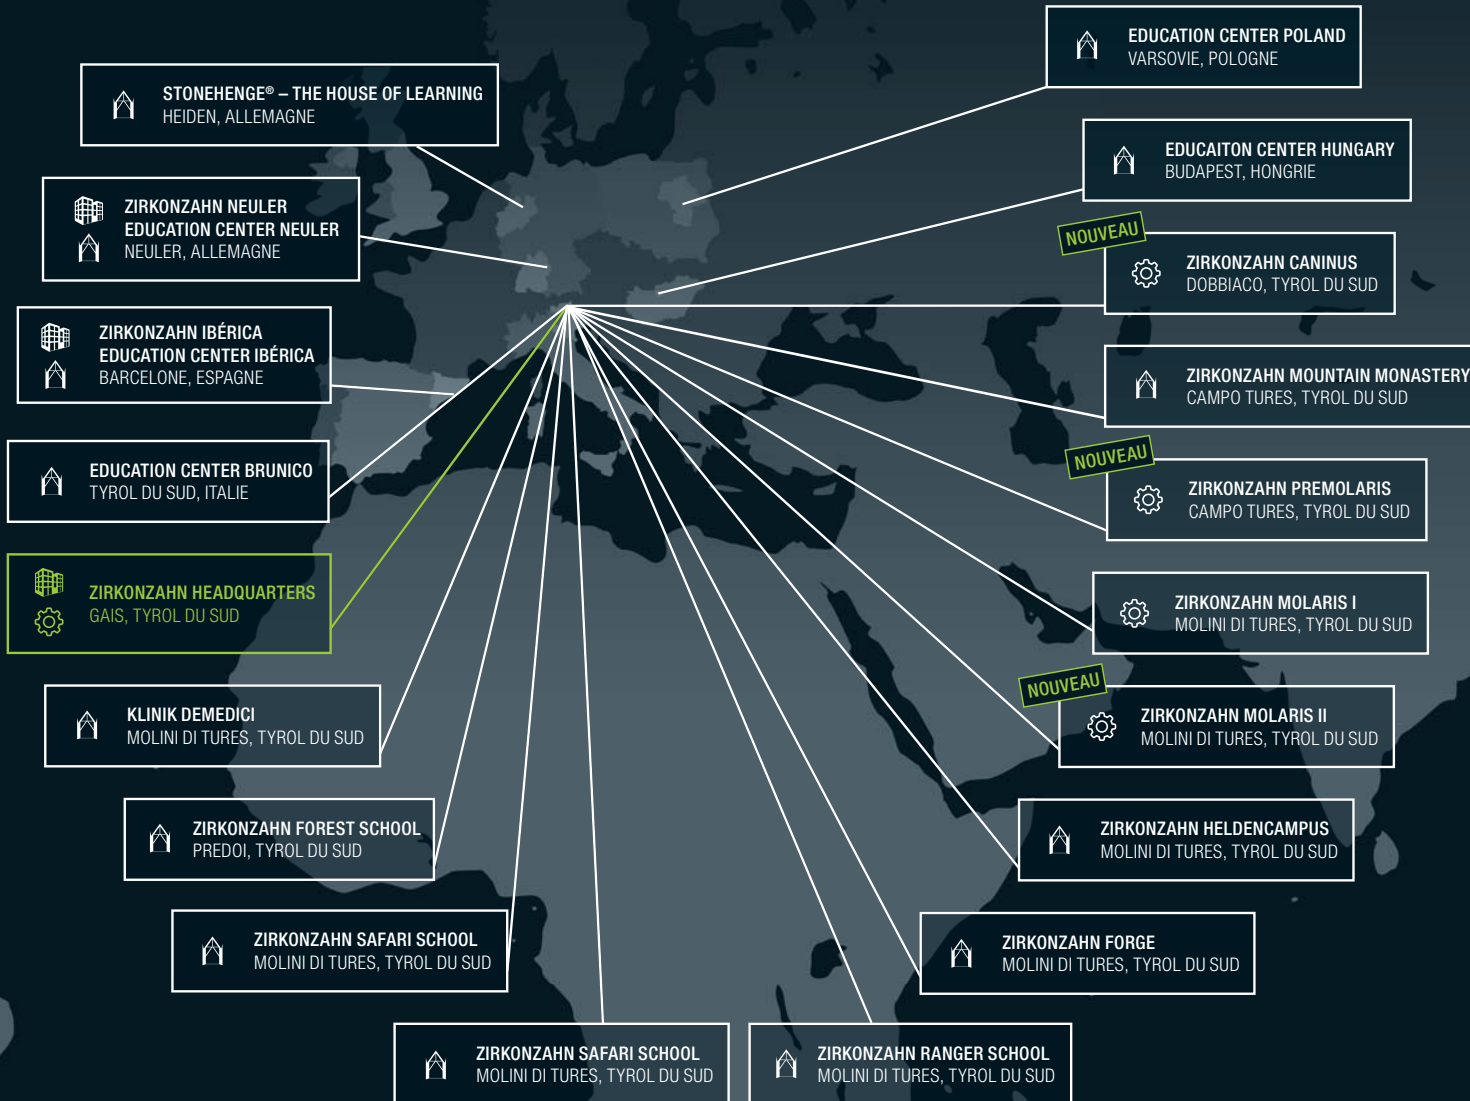 STONEHENGE® – THE HOUSE OF LEARNING
HEIDEN, ALLEMAGNE
ZIRKONZAHN NEULER
EDUCATION CENTER NEULER
NEULER, ALLEMAGNE
ZIRKONZAHN IBÉRICA
EDUCATION CENTER IBÉRICA
BARCELONE, ESPAGNE
EDUCATION CENTER BRUNICO
TYROL DU SUD, ITALIE
ZIRKONZAHN HEADQUARTERS
GAIS, TYROL DU SUD
KLINIK DEMEDICI
MOLINI DI TURES, TYROL DU SUD
ZIRKONZAHN FOREST SCHOOL
PREDOI, TYROL DU SUD
ZIRKONZAHN SAFARI SCHOOL
MOLINI DI TURES, TYROL DU SUD
ZIRKONZAHN SAFARI SCHOOL
MOLINI DI TURES, TYROL DU SUD
EDUCATION CENTER POLAND
VARSOVIE, POLOGNE
EDUCAITON CENTER HUNGARY
BUDAPEST, HONGRIE
NOUVEAU
ZIRKONZAHN CANINUS
DOBBIACO, TYROL DU SUD
ZIRKONZAHN MOUNTAIN MONASTERY
CAMPO TURES, TYROL DU SUD
NOUVEAU
ZIRKONZAHN PREMOLARIS
CAMPO TURES, TYROL DU SUD
ZIRKONZAHN MOLARIS I
MOLINI DI TURES, TYROL DU SUD
NOUVEAU
ZIRKONZAHN MOLARIS II
MOLINI DI TURES, TYROL DU SUD
ZIRKONZAHN HELDENCAMPUS
MOLINI DI TURES, TYROL DU SUD
ZIRKONZAHN FORGE
MOLINI DI TURES, TYROL DU SUD
ZIRKONZAHN RANGER SCHOOL
MOLINI DI TURES, TYROL DU SUD